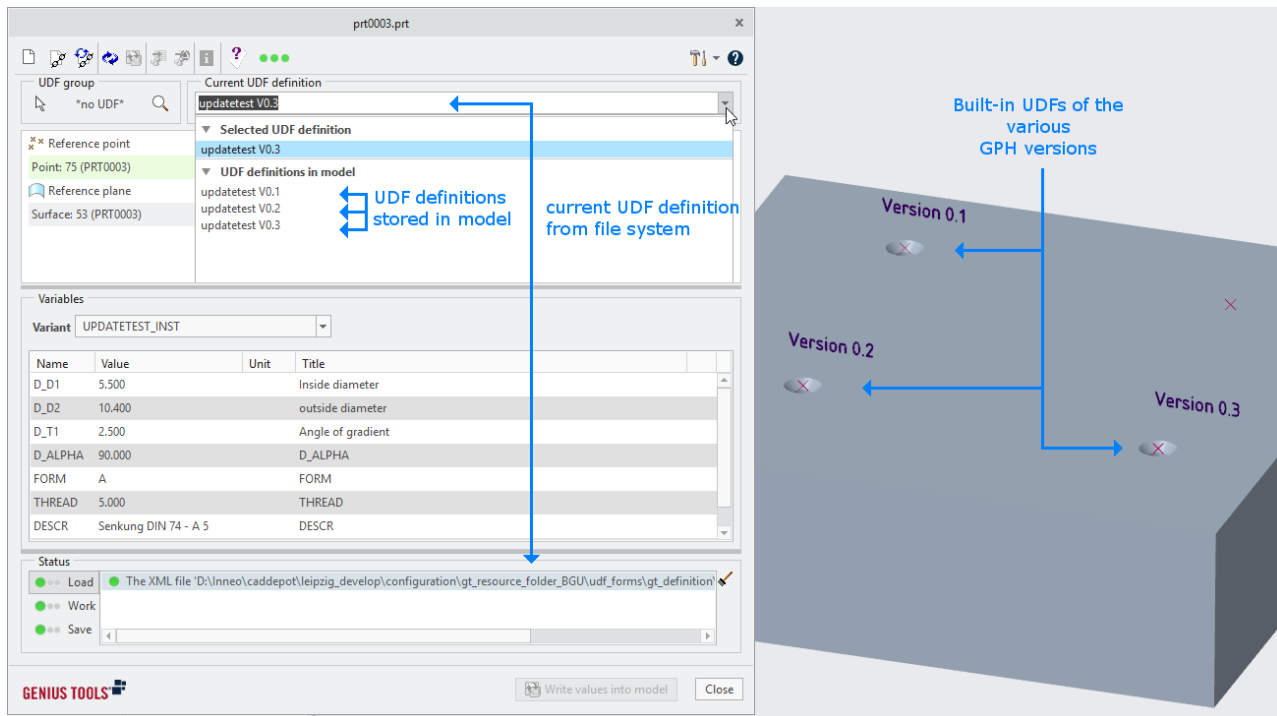 prt0003.prt
UDF group
*no UDF*
Current UDF definition
updatetest V0.3
Selected UDF definition
updatetest V0.3
UDF definitions in model
updatetest V0.1
updatetest V0.2
updatetest V0.3
UDF definitions
stored in model
current UDF definition
from file system
Reference point
Point: 75 (PRT0003)
Reference plane
Surface: 53 (PRT0003)
Variables
Variant UPDATETEST_INST
Name Value Unit Title
D_D1 5.500 Inside diameter
D_D2 10.400 outside diameter
D_T1 2.500 Angle of gradient
D_ALPHA 90.000 D_ALPHA
FORM A FORM
THREAD 5.000 THREAD
DESCR Senkung DIN 74 - A 5 DESCR
Status
Load
The XML file 'D:\Inneo\caddepot\leipzig_develop\configuration\gt_resource_folder_BGU\udf_forms\gt_definition\
Work
Save
GENIUS TOOLS
Write values into model
Close
Built-in UDFs of the
various
GPH versions
Version 0.1
Version 0.2
Version 0.3